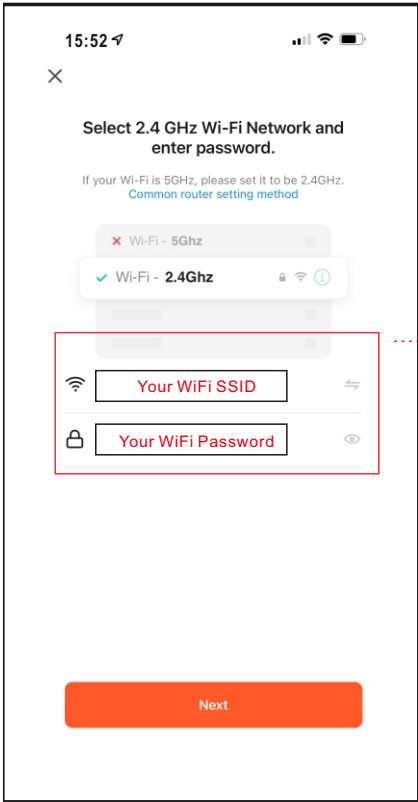 15:52
Select 2.4 GHz Wi-Fi Network and
enter password.
If your Wi-Fi is 5GHz, please set it to be 2.4GHz.
Common router setting method
Wi-Fi - 5Ghz
Wi-Fi - 2.4Ghz
Your WiFi SSID
Your WiFi Password
Next